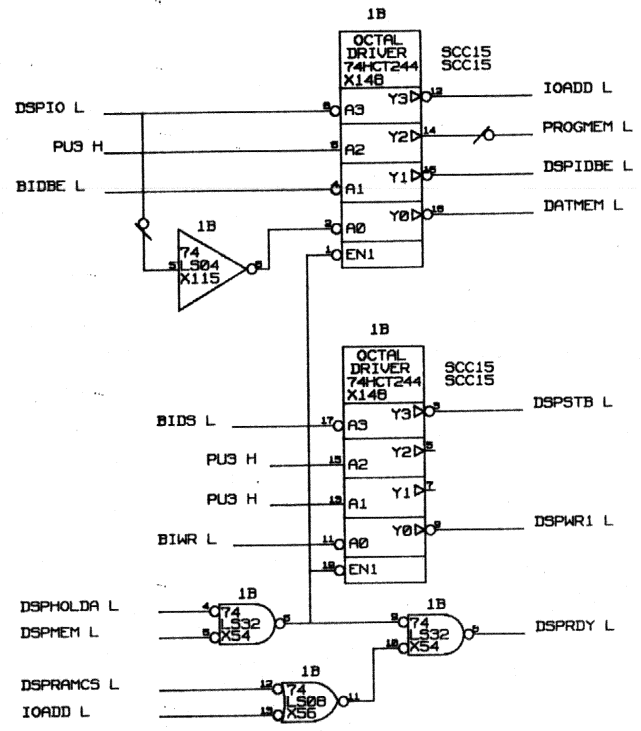 1B
OCTAL
DRIVER
74HCT244
X148
SCC15
SCC15
DSPIO L
8
A3
Y3
12
IOADD L
PU3 H
6
A2
Y2
14
PROGMEM L
BIDBE L
4
A1
Y1
16
DSPIDBE L
2
A0
Y0
18
DATMEM L
1
EN1
1B
74
LS04
X115
5
6
1B
OCTAL
DRIVER
74HCT244
X148
SCC15
SCC15
BIDS L
17
A3
Y3
3
DSPSTB L
PU3 H
15
A2
Y2
5
PU3 H
13
A1
Y1
7
BIWR L
11
A0
Y0
9
DSPWR1 L
19
EN1
DSPHOLDA L
4
DSPMEM L
5
1B
74
LS32
X54
6
1B
9
10
74
LS32
X54
DSPRDY L
DSPRAMCS L
12
IOADD L
13
1B
74
LS08
X56
11